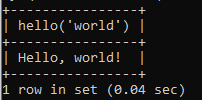 +----------------+
| hello('world') |
+----------------+
| Hello, world!  |
+----------------+
1 row in set (0.04 sec)